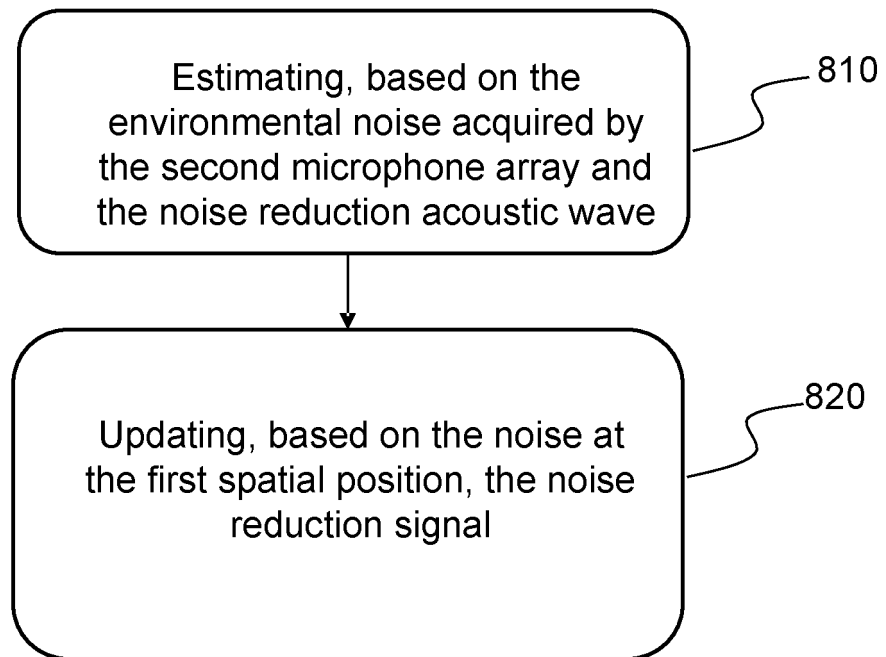 Estimating, based on the
environmental noise acquired by
the second microphone array and
the noise reduction acoustic wave
810
Updating, based on the noise at
the first spatial position, the noise
reduction signal
820